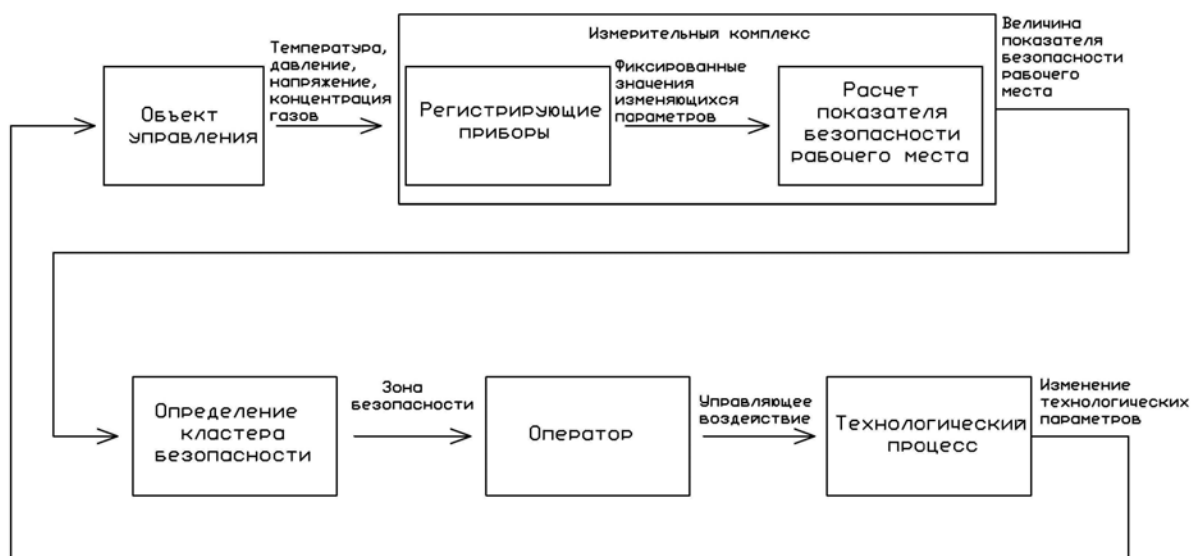 Измерительный комплекс
Объект
управления
Температура,
давление,
напряжение,
концентрация
газов
Регистрирующие
приборы
Фиксированные
значения
изменяющихся
параметров
Расчет
показателя
безопасности
рабочего места
Величина
показателя
безопасности
рабочего
места
Определение
кластера
безопасности
Зона
безопасности
Оператор
Управляющее
воздействие
Технологический
процесс
Изменение
технологических
параметров